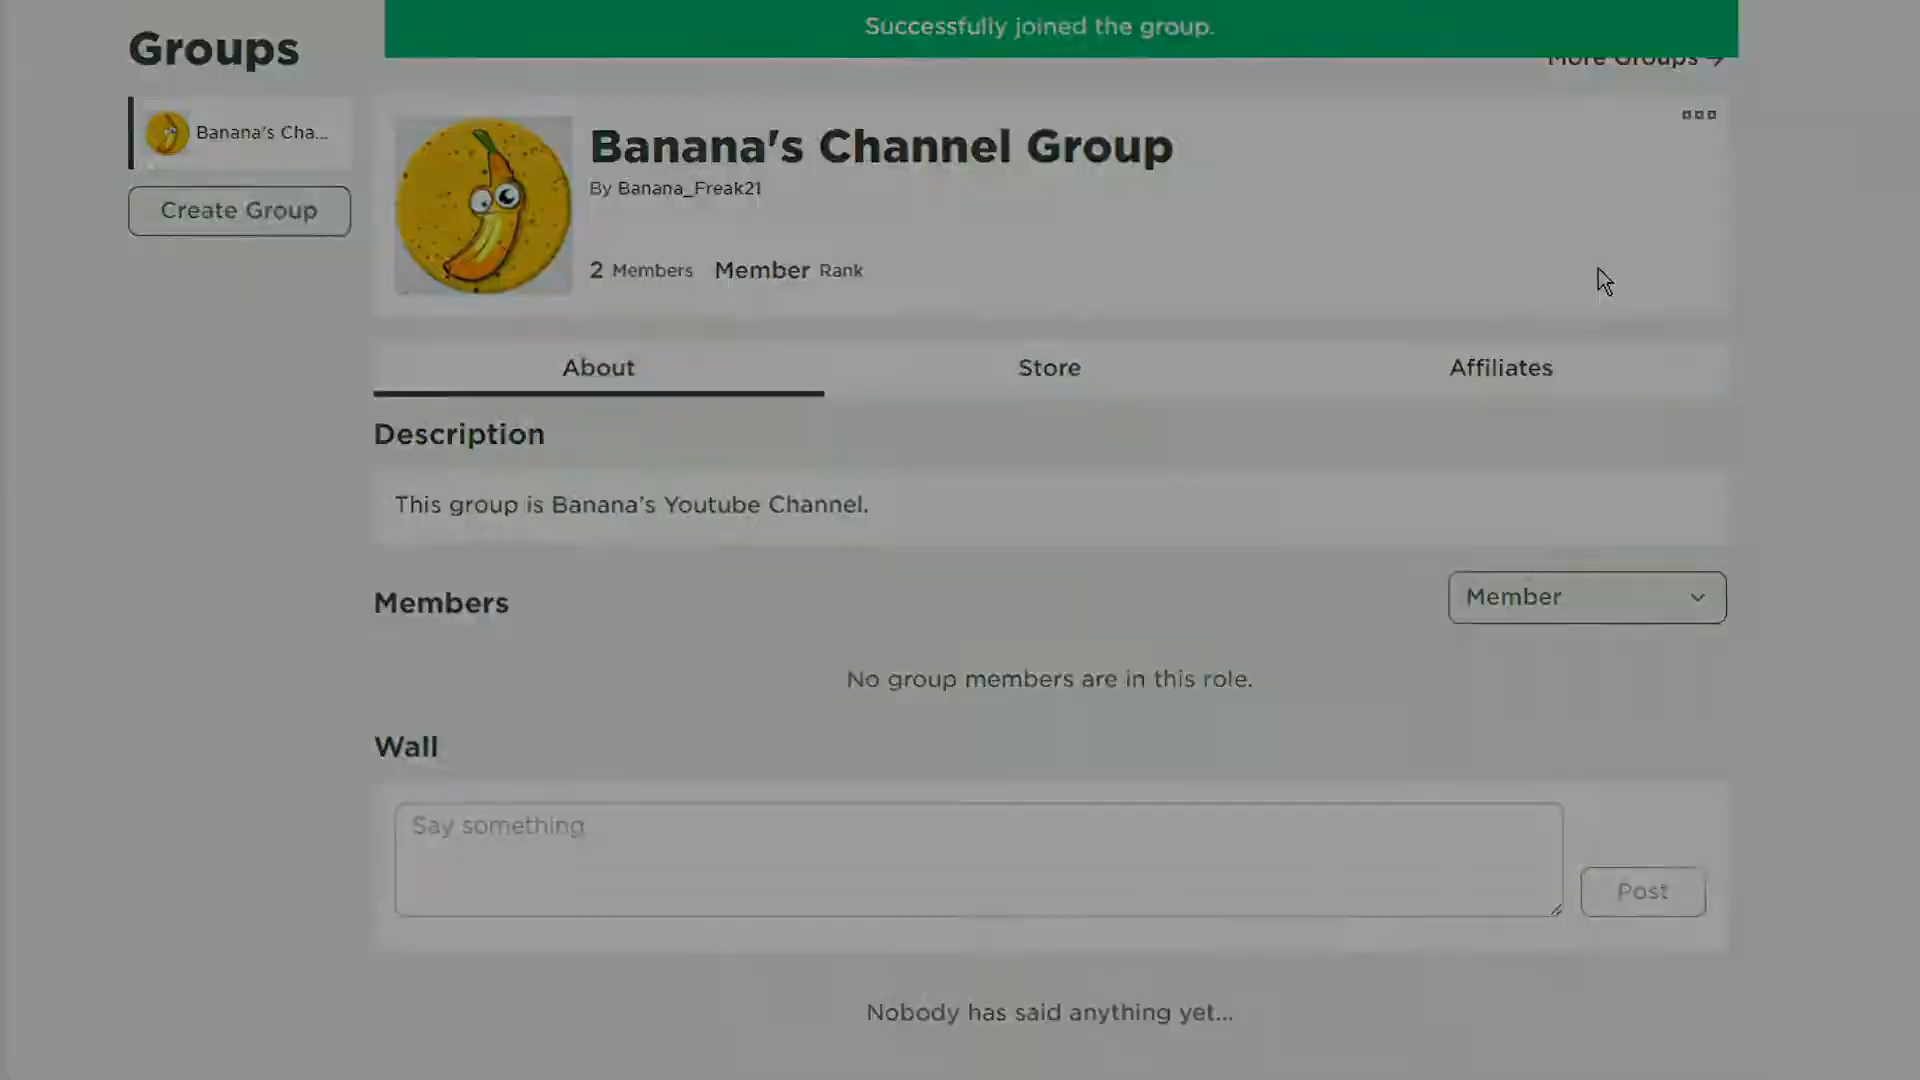 Successfully joined the group.
Groups
More Groups →
Banana's Cha...
Banana's Channel Group
By Banana_Freak21
Create Group
2 Members Member Rank
About Store Affiliates
Description
This group is Banana's Youtube Channel.
Members
Member
No group members are in this role.
Wall
Say something
Post
Nobody has said anything yet...